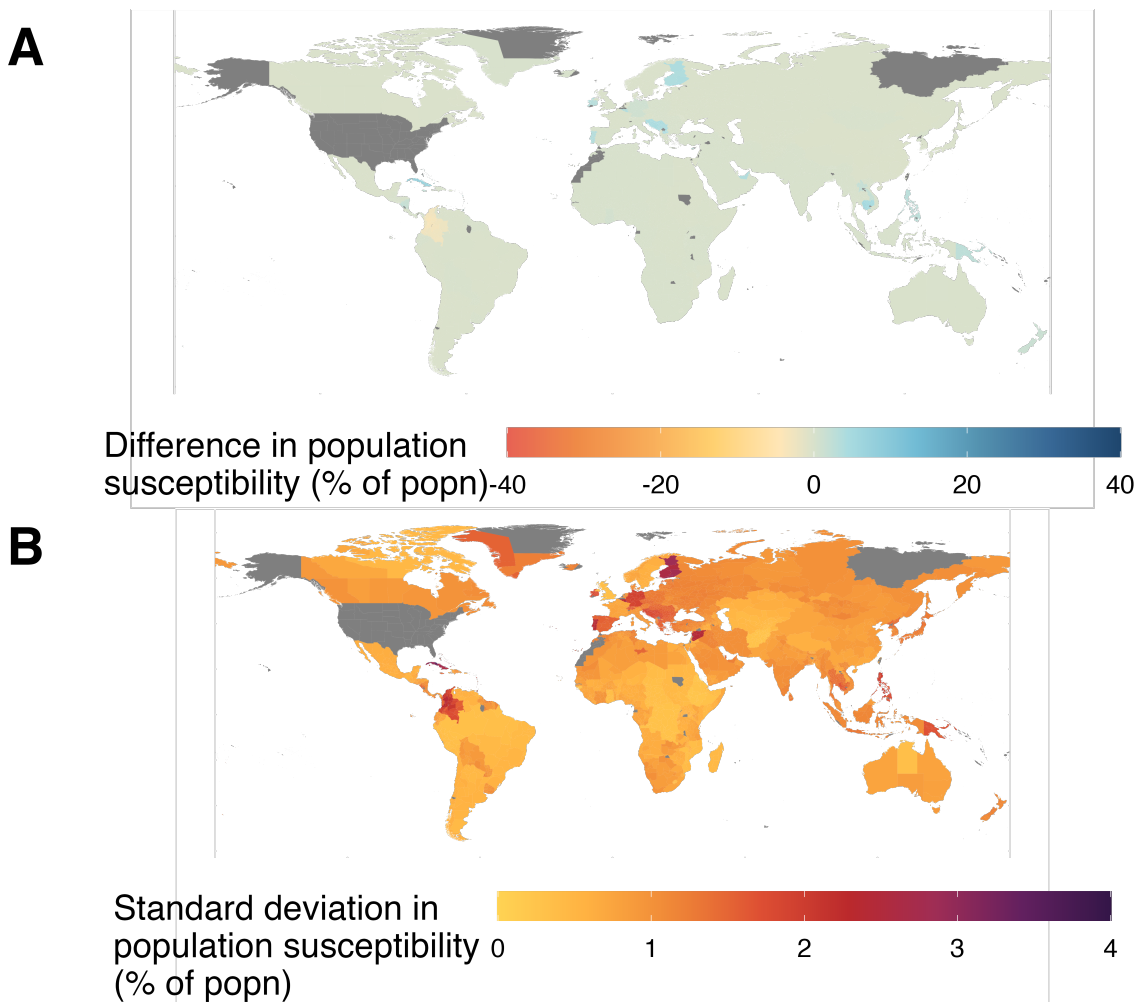 A
Difference in population
susceptibility (% of popn)
-40 -20 0 20 40
B
Standard deviation in
population susceptibility
(% of popn)
0 1 2 3 4